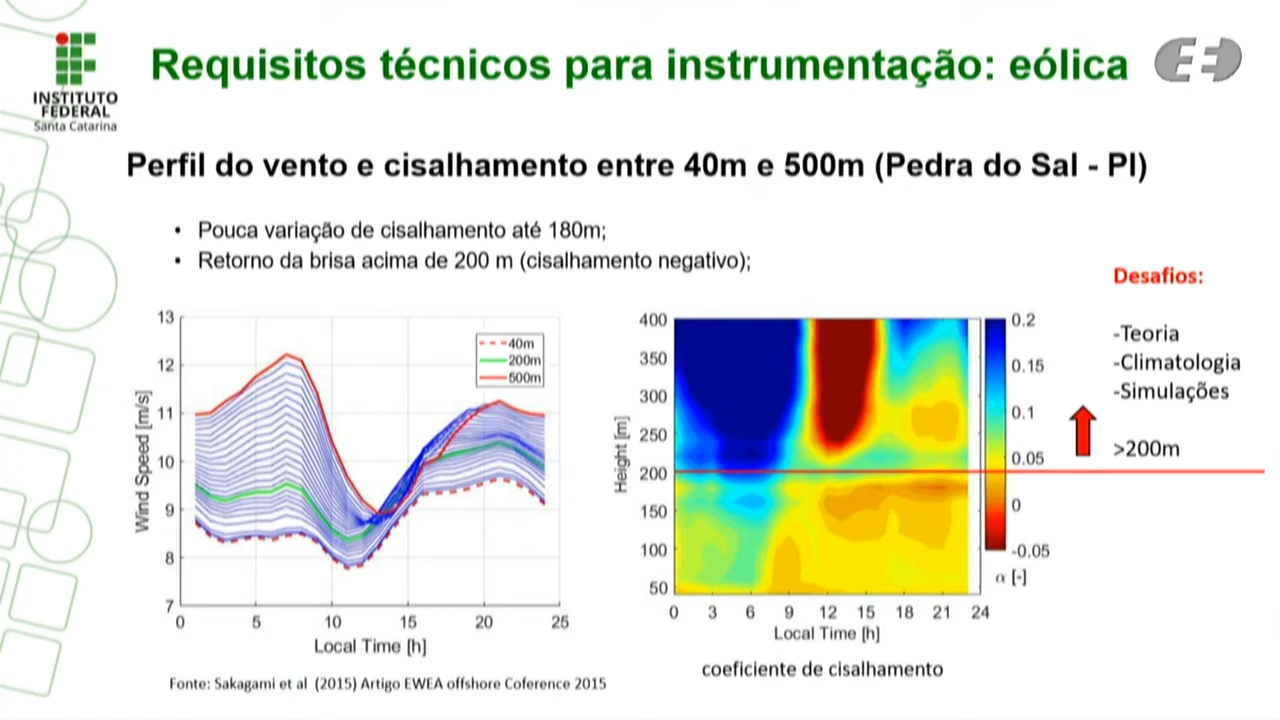 INSTITUTO
FEDERAL
Santa Catarina
Requisitos técnicos para instrumentação: eólica
Perfil do vento e cisalhamento entre 40m e 500m (Pedra do Sal - PI)
• Pouca variação de cisalhamento até 180m;
• Retorno da brisa acima de 200 m (cisalhamento negativo);
13
12
11
10
9
8
7
Wind Speed [m/s]
40m
200m
500m
0 5 10 15 20 25
Local Time [h]
Fonte: Sakagami et al (2015) Artigo EWEA offshore Coference 2015
400
350
300
250
200
150
100
50
Height [m]
0 3 6 9 12 15 18 21 24
Local Time [h]
0.2
0.15
0.1
0.05
0
-0.05
α [-]
coeficiente de cisalhamento
Desafios:
-Teoria
-Climatologia
-Simulações
>200m